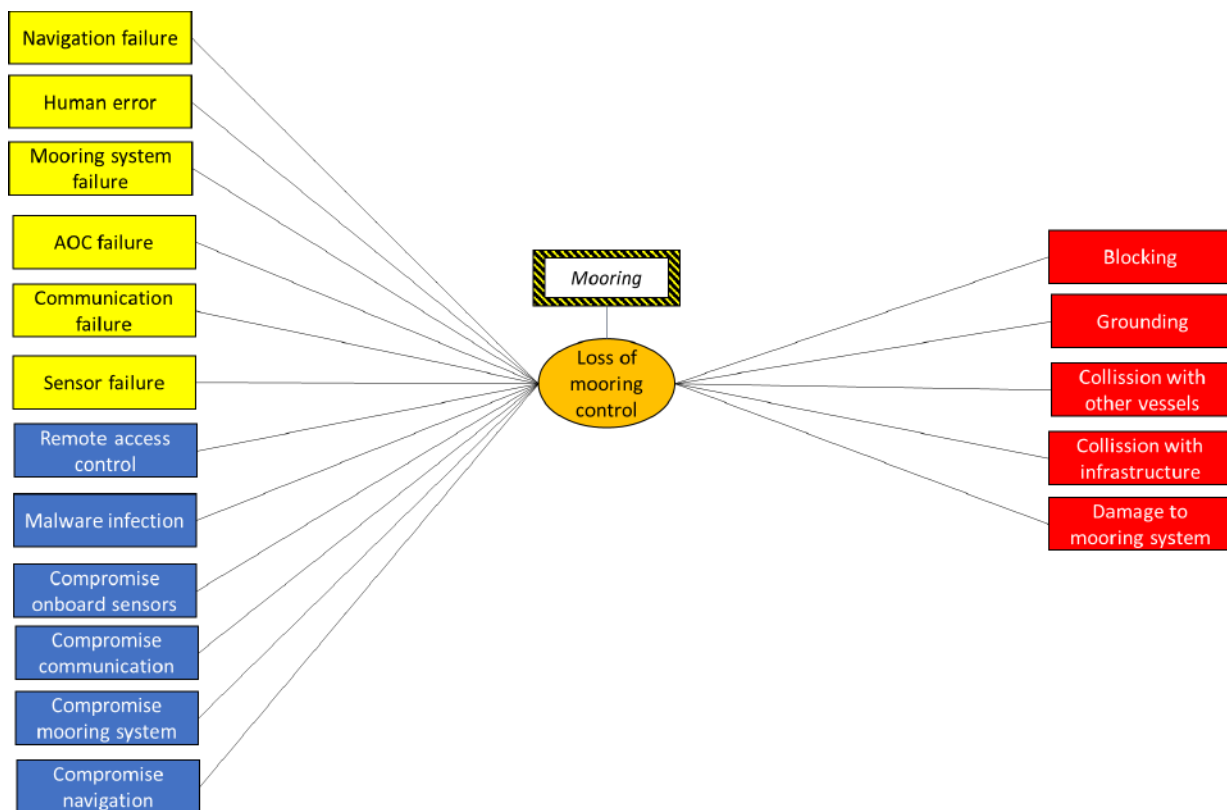 Navigation failure
Human error
Mooring system
failure
AOC failure
Communication
failure
Sensor failure
Remote access
control
Malware infection
Compromise
onboard sensors
Compromise
communication
Compromise
mooring system
Compromise
navigation
Mooring
Loss of
mooring
control
Blocking
Grounding
Collission with
other vessels
Collission with
infrastructure
Damage to
mooring system